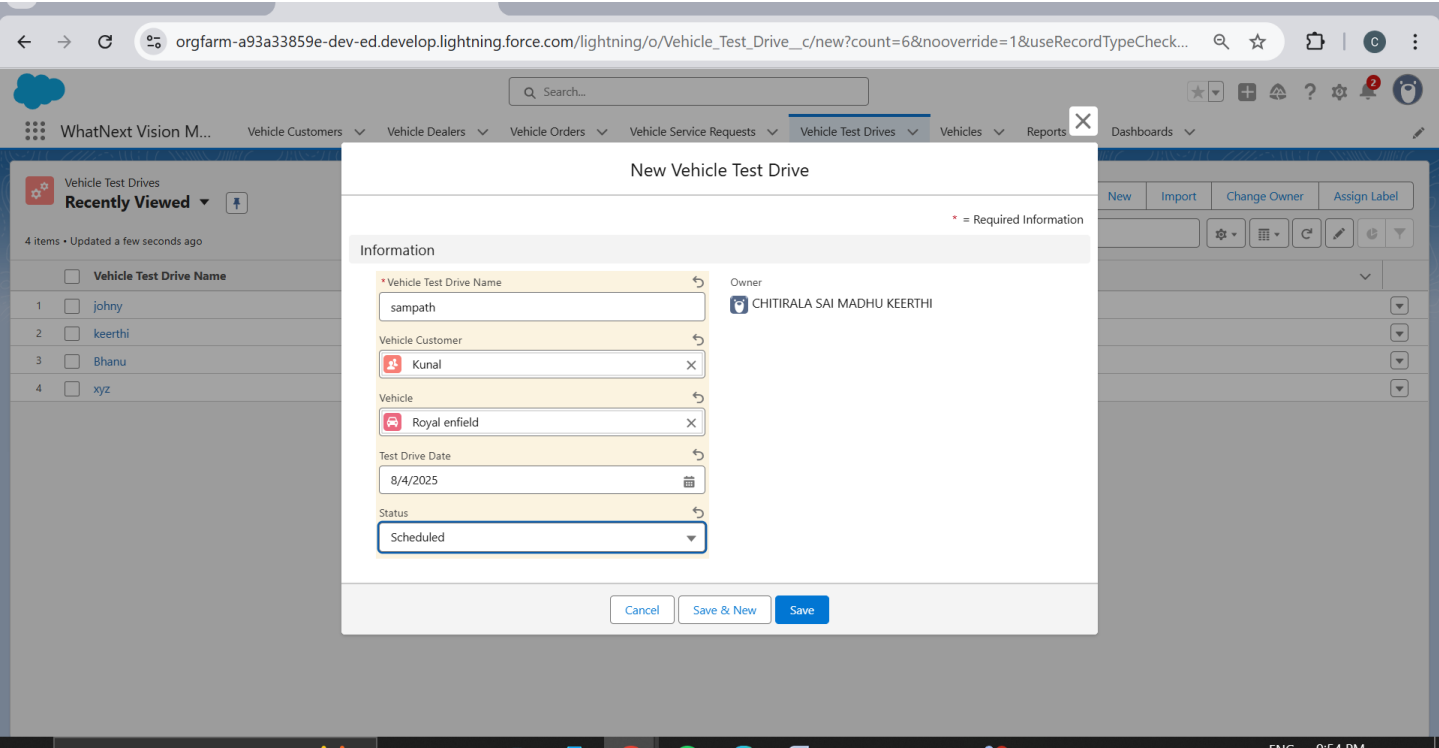 orgfarm-a93a33859e-dev-ed.develop.lightning.force.com/lightning/o/Vehicle_Test_Drive__c/new?count=6&nooverride=1&useRecordTypeCheck...
C
Search...
2
WhatNext Vision M... Vehicle Customers Vehicle Dealers Vehicle Orders Vehicle Service Requests Vehicle Test Drives Vehicles Reports Dashboards
New Vehicle Test Drive
Vehicle Test Drives
Recently Viewed
New Import Change Owner Assign Label
* = Required Information
4 items • Updated a few seconds ago
Information
Vehicle Test Drive Name
1 johny
2 keerthi
3 Bhanu
4 xyz
* Vehicle Test Drive Name
sampath
Owner
CHITIRALA SAI MADHU KEERTHI
Vehicle Customer
Kunal
Vehicle
Royal enfield
Test Drive Date
8/4/2025
Status
Scheduled
Cancel Save & New Save